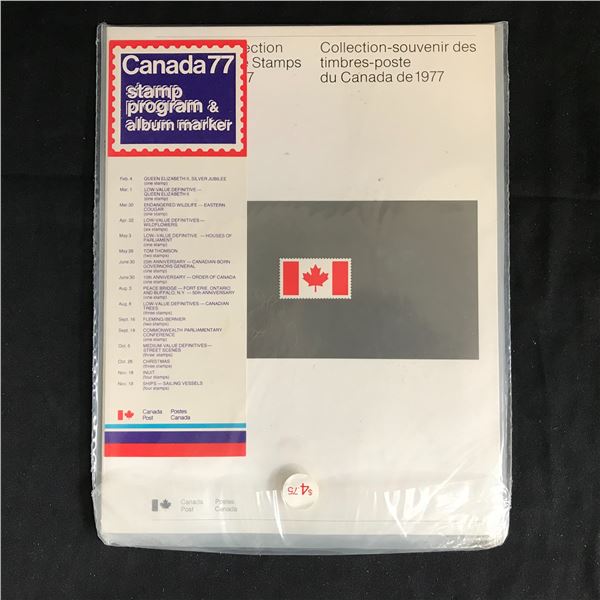 Canada 77
stamp
program &
album marker
ection
e Stamps
7
Collection-souvenir des
timbres-poste
du Canada de 1977
Feb. 4 QUEEN ELIZABETH II, SILVER JUBILEE
(one stamp)
Mar. 1 LOW-VALUE DEFINITIVE —
QUEEN ELIZABETH II
(one stamp)
Mar. 30 ENDANGERED WILDLIFE — EASTERN
COUGAR
(one stamp)
Apr. 22 LOW-VALUE DEFINITIVES —
WILDFLOWERS
(six stamps)
May 3 LOW-VALUE DEFINITIVE — HOUSES OF
PARLIAMENT
(one stamp)
May 26 TOM THOMSON
(two stamps)
June 30 25th ANNIVERSARY — CANADIAN-BORN
GOVERNORS GENERAL
(one stamp)
June 30 10th ANNIVERSARY — ORDER OF CANADA
(one stamp)
Aug. 3 PEACE BRIDGE — FORT ERIE, ONTARIO
AND BUFFALO, N.Y. — 50th ANNIVERSARY
(one stamp)
Aug. 8 LOW-VALUE DEFINITIVES — CANADIAN
TREES
(three stamps)
Sept. 16 FLEMING/BERNIER
(two stamps)
Sept. 19 COMMONWEALTH PARLIAMENTARY
CONFERENCE
(one stamp)
Oct. 5 MEDIUM VALUE DEFINITIVES —
STREET SCENES
(three stamps)
Oct. 26 CHRISTMAS
(three stamps)
Nov. 18 INUIT
(four stamps)
Nov. 18 SHIPS — SAILING VESSELS
(four stamps)
Canada Postes
Post Canada
$4.75
Canada Postes
Post Canada